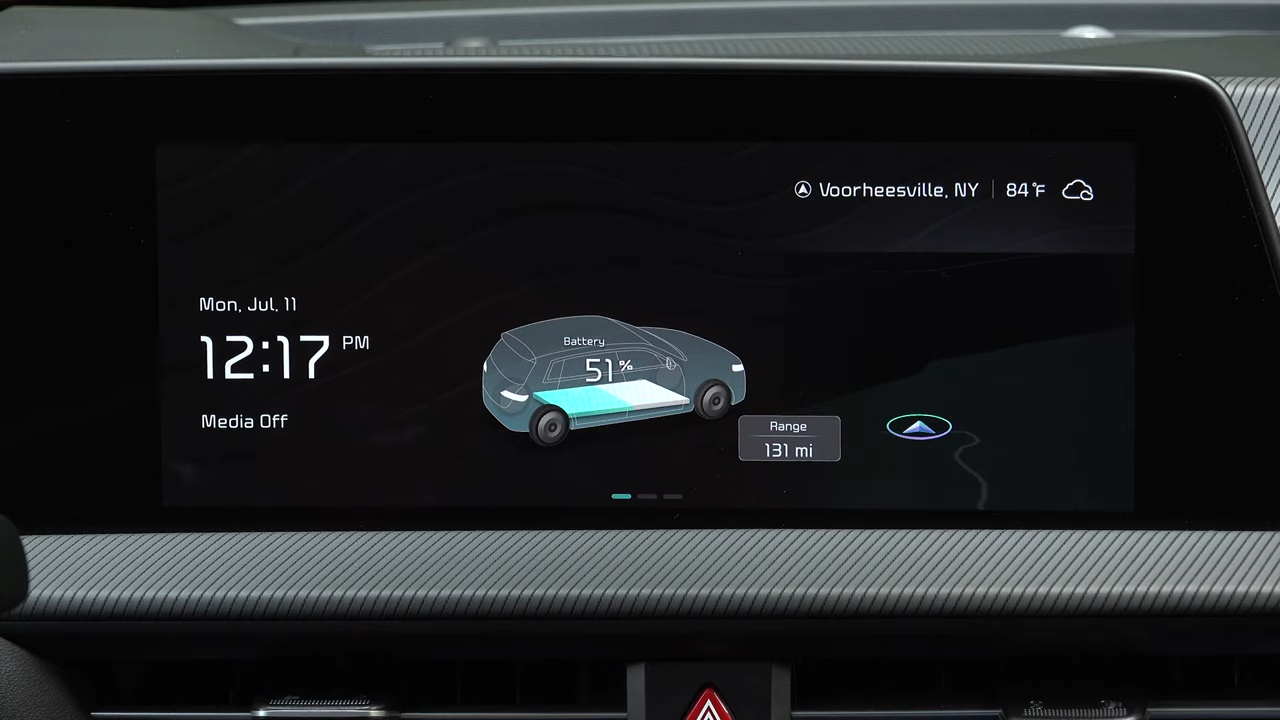 Voorheesville, NY | 84°F
Mon, Jul. 11
12:17 PM
Media Off
Battery
51%
Range
131 mi